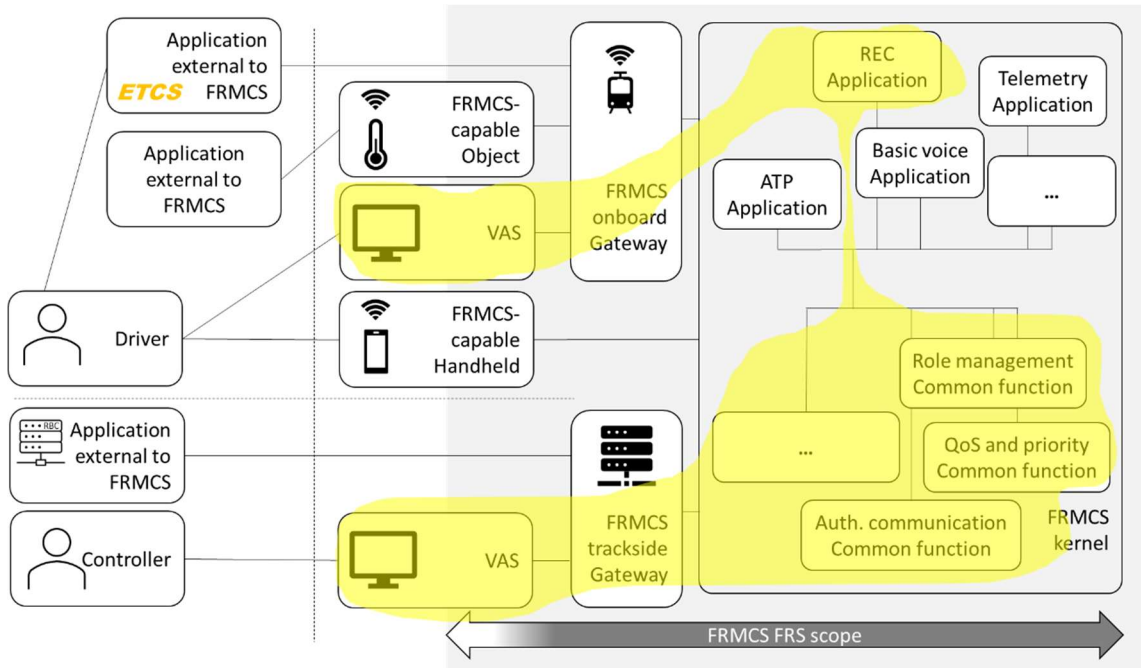 Application
external to
ETCS FRMCS
Application
external to
FRMCS
FRMCS-
capable
Object
VAS
FRMCS
onboard
Gateway
REC
Application
Telemetry
Application
Basic voice
Application
ATP
Application
...
Driver
FRMCS-
capable
Handheld
Role management
Common function
...
QoS and priority
Common function
Auth. communication
Common function
FRMCS
kernel
RBC
Application
external to
FRMCS
Controller
VAS
FRMCS
trackside
Gateway
FRMCS FRS scope